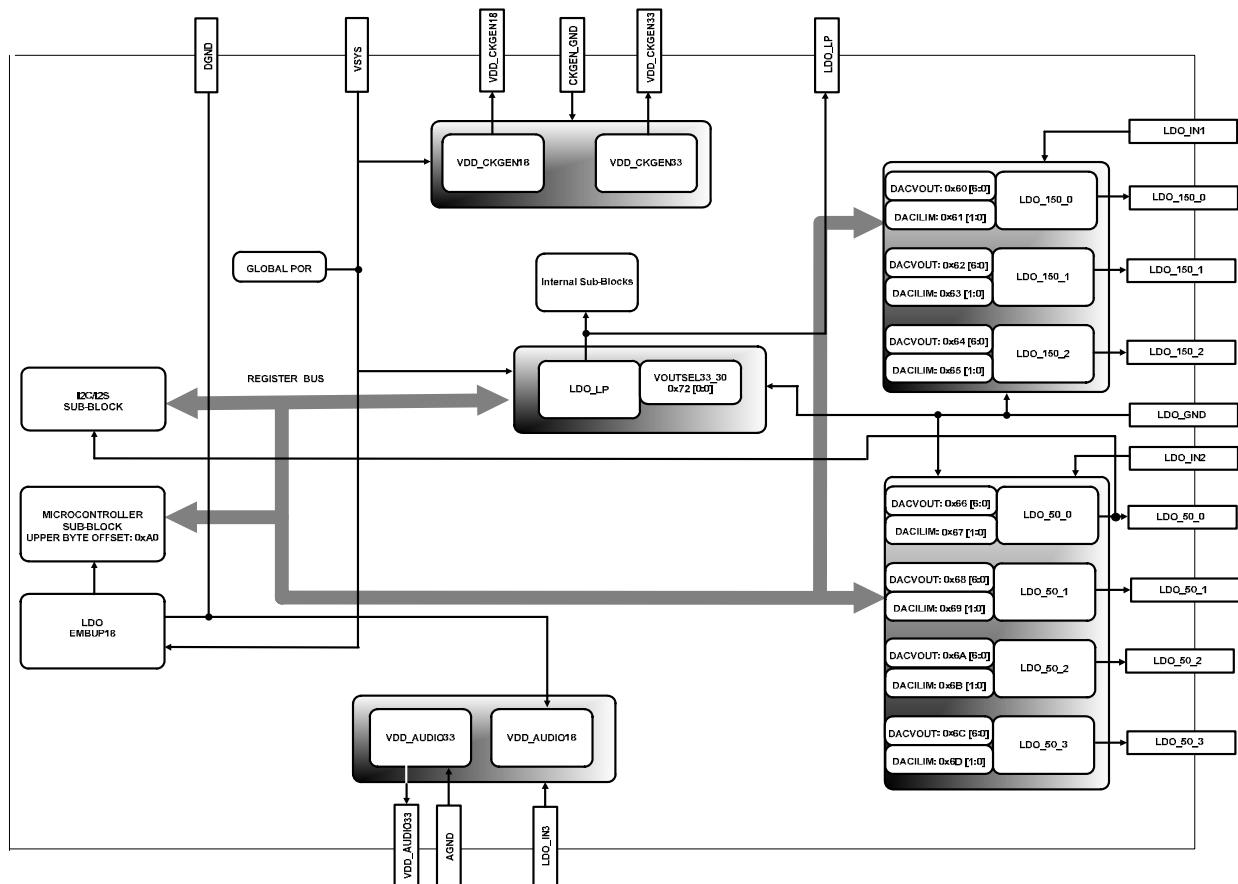 DGND
VSYS
VDD_CKGEN18
CKGEN_GND
VDD_CKGEN33
LDO_LP
VDD_CKGEN18
VDD_CKGEN33
LDO_IN1
DACVOUT: 0x60 [6:0]
DACILIM: 0x61 [1:0]
LDO_150_0
LDO_150_0
DACVOUT: 0x62 [6:0]
DACILIM: 0x63 [1:0]
LDO_150_1
LDO_150_1
DACVOUT: 0x64 [6:0]
DACILIM: 0x65 [1:0]
LDO_150_2
LDO_150_2
GLOBAL POR
Internal Sub-Blocks
LDO_LP
VOUTSEL33_30
0x72 [0:0]
REGISTER BUS
I2C/I2S
SUB-BLOCK
LDO_GND
LDO_IN2
MICROCONTROLLER
SUB-BLOCK
UPPER BYTE OFFSET: 0xA0
DACVOUT: 0x66 [6:0]
DACILIM: 0x67 [1:0]
LDO_50_0
LDO_50_0
LDO
EMBUP18
DACVOUT: 0x68 [6:0]
DACILIM: 0x69 [1:0]
LDO_50_1
LDO_50_1
DACVOUT: 0x6A [6:0]
DACILIM: 0x6B [1:0]
LDO_50_2
LDO_50_2
DACVOUT: 0x6C [6:0]
DACILIM: 0x6D [1:0]
LDO_50_3
LDO_50_3
VDD_AUDIO33
VDD_AUDIO18
VDD_AUDIO33
AGND
LDO_IN3